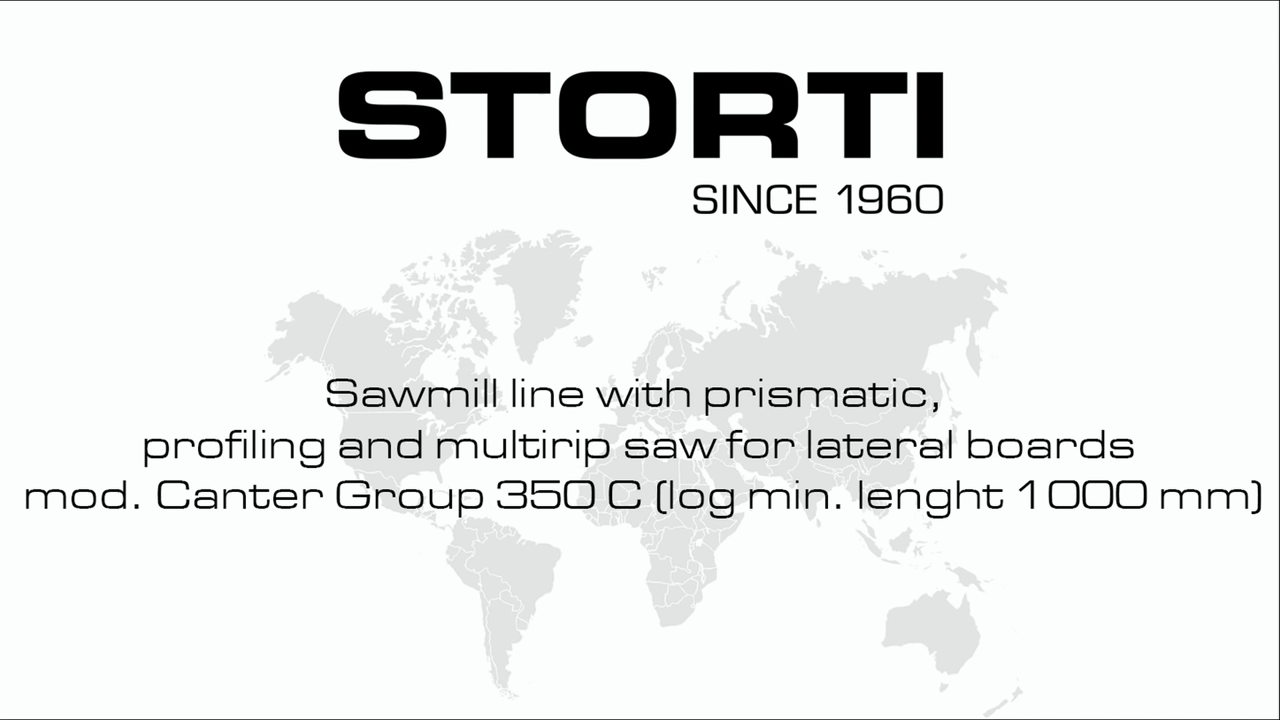 STORTI
SINCE 1960
Sawmill line with prismatic,
profiling and multirip saw for lateral boards
mod. Canter Group 350 C (log min. lenght 1000 mm)